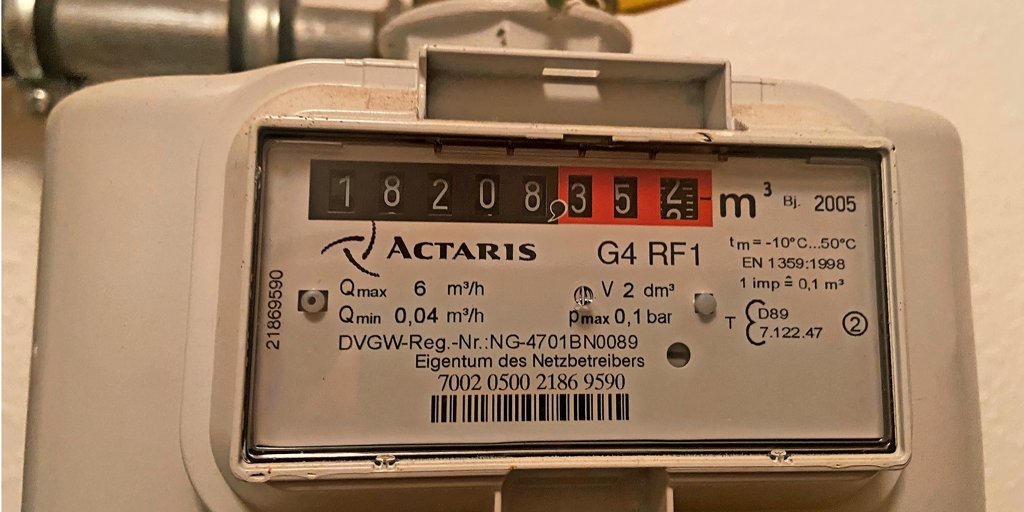 18208,352 m³ Bj. 2005
ACTARIS G4 RF1
tm = -10°C...50°C
EN 1359:1998
1 imp ≙ 0,1 m³
21869590
Qmax 6 m³/h V 2 dm³
Qmin 0,04 m³/h pmax 0,1 bar
T D89
7.122.47
2
DVGW-Reg.-Nr.:NG-4701BN0089
Eigentum des Netzbetreibers
7002 0500 2186 9590